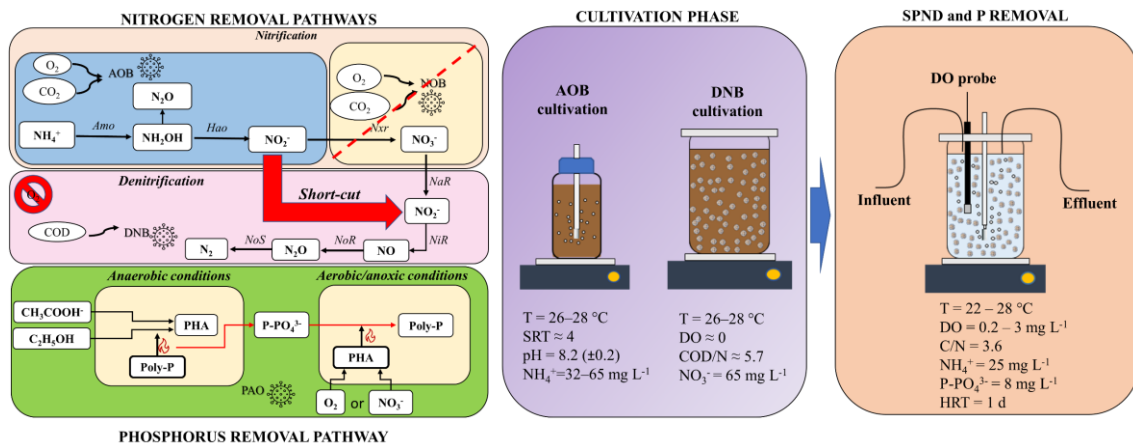 NITROGEN REMOVAL PATHWAYS
Nitrification
O₂
CO₂
AOB
N₂O
NH₄⁺
Amo
NH₂OH
Hao
NO₂⁻
O₂
CO₂
NOB
Nxr
NO₃⁻
Denitrification
Short-cut
NaR
NO₂⁻
NiR
COD
DNB
N₂
NoS
N₂O
NoR
NO
Anaerobic conditions
CH₃COOH⁻
C₂H₅OH
PHA
Poly-P
P-PO₄³⁻
Aerobic/anoxic conditions
Poly-P
PHA
PAO
O₂ or NO₃⁻
PHOSPHORUS REMOVAL PATHWAY
CULTIVATION PHASE
AOB
cultivation
T = 26–28 °C
SRT ≈ 4
pH = 8.2 (±0.2)
NH₄⁺=32–65 mg L⁻¹
DNB
cultivation
T = 26–28 °C
DO ≈ 0
COD/N ≈ 5.7
NO₃⁻ = 65 mg L⁻¹
SPND and P REMOVAL
DO probe
Influent
Effluent
T = 22 – 28 °C
DO = 0.2 – 3 mg L⁻¹
C/N = 3.6
NH₄⁺ = 25 mg L⁻¹
P-PO₄³⁻ = 8 mg L⁻¹
HRT = 1 d